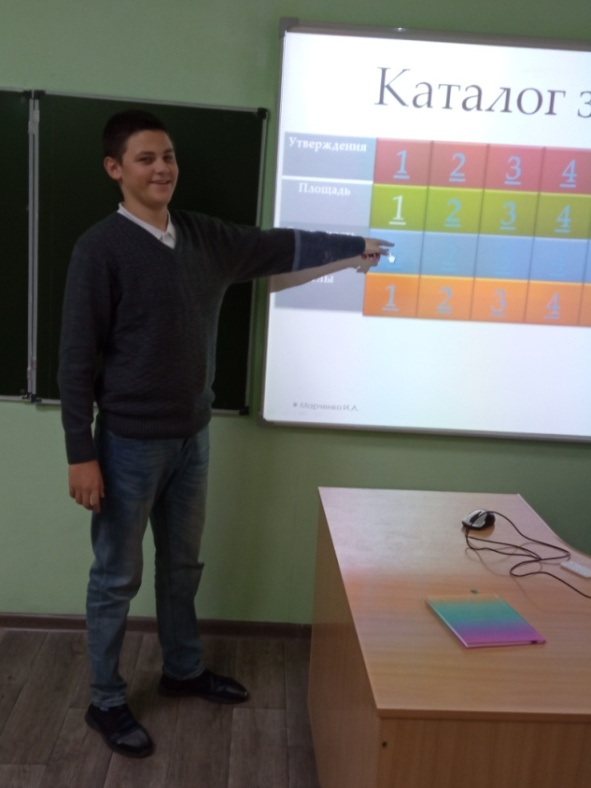 Каталог з
Утверждения 1 2 3 4
Площадь 1 2 3 4
1 2 3 4